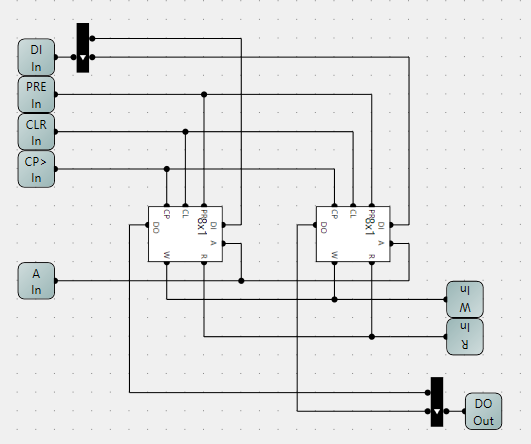 DI
In
PRE
In
CLR
In
CP>
In
CP
CL
PR
8x1
DI
A
DO
W
R
CP
CL
PR
8x1
DI
A
DO
W
R
A
In
W
In
R
In
DO
Out